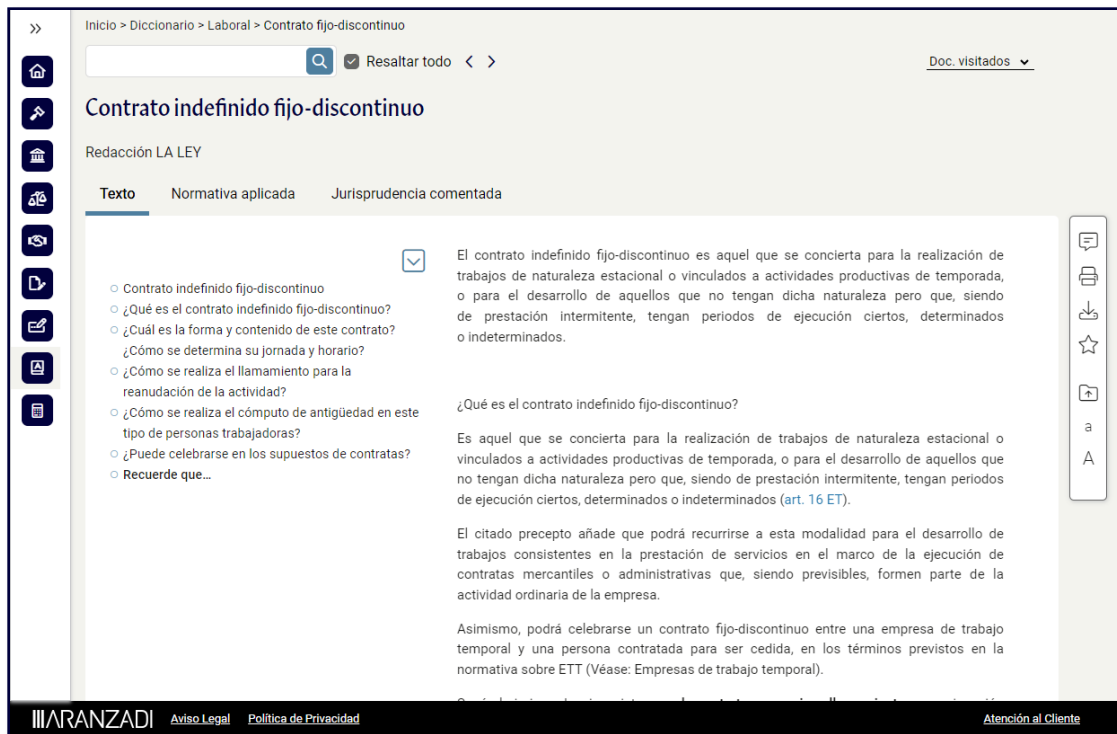 Inicio > Diccionario > Laboral > Contrato fijo-discontinuo
Resaltar todo
Doc. visitados
Contrato indefinido fijo-discontinuo
Redacción LA LEY
Texto Normativa aplicada Jurisprudencia comentada
Contrato indefinido fijo-discontinuo
¿Qué es el contrato indefinido fijo-discontinuo?
¿Cuál es la forma y contenido de este contrato?
¿Cómo se determina su jornada y horario?
¿Cómo se realiza el llamamiento para la
reanudación de la actividad?
¿Cómo se realiza el cómputo de antigüedad en este
tipo de personas trabajadoras?
¿Puede celebrarse en los supuestos de contratas?
Recuerde que...
El contrato indefinido fijo-discontinuo es aquel que se concierta para la realización de
trabajos de naturaleza estacional o vinculados a actividades productivas de temporada,
o para el desarrollo de aquellos que no tengan dicha naturaleza pero que, siendo
de prestación intermitente, tengan periodos de ejecución ciertos, determinados
o indeterminados.
¿Qué es el contrato indefinido fijo-discontinuo?
Es aquel que se concierta para la realización de trabajos de naturaleza estacional o
vinculados a actividades productivas de temporada, o para el desarrollo de aquellos que
no tengan dicha naturaleza pero que, siendo de prestación intermitente, tengan periodos
de ejecución ciertos, determinados o indeterminados (art. 16 ET).
El citado precepto añade que podrá recurrirse a esta modalidad para el desarrollo de
trabajos consistentes en la prestación de servicios en el marco de la ejecución de
contratas mercantiles o administrativas que, siendo previsibles, formen parte de la
actividad ordinaria de la empresa.
Asimismo, podrá celebrarse un contrato fijo-discontinuo entre una empresa de trabajo
temporal y una persona contratada para ser cedida, en los términos previstos en la
normativa sobre ETT (Véase: Empresas de trabajo temporal).
a
A
ARANZADI Aviso Legal Política de Privacidad Atención al Cliente